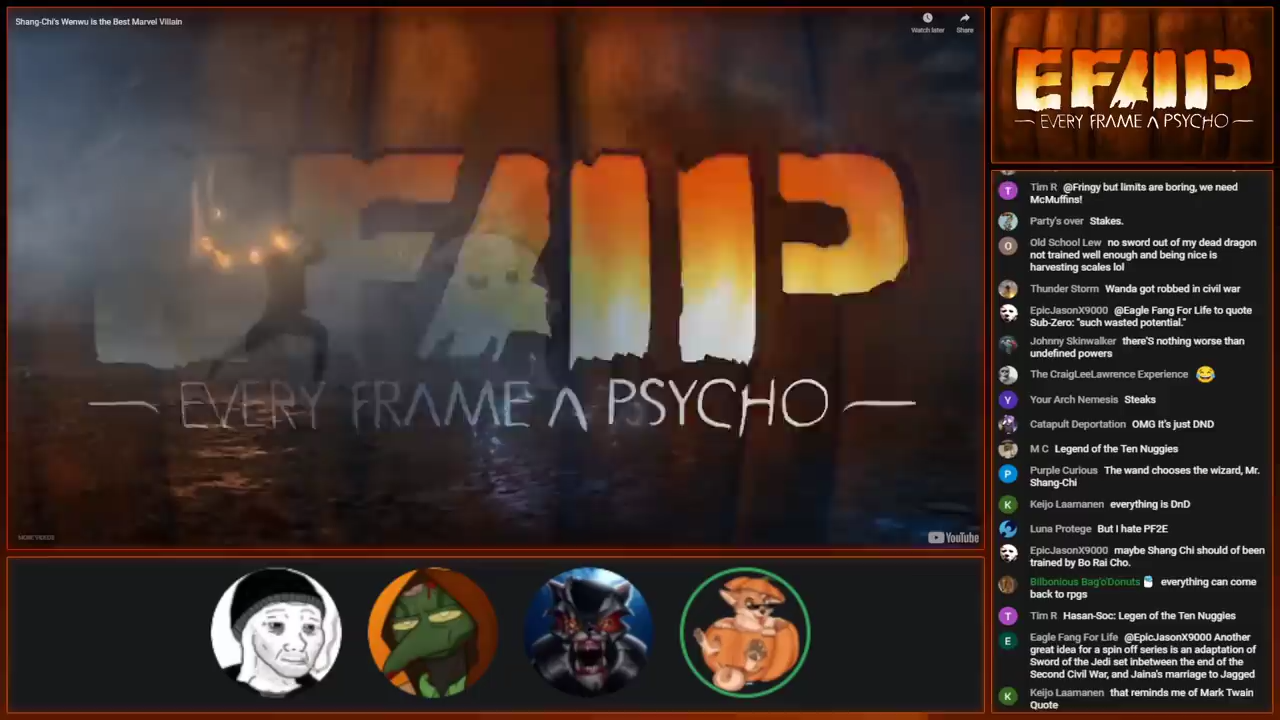 Shang-Chi's Wenwu is the Best Marvel Villain
Watch later
Share
EFAP
EVERY FRAME A PSYCHO
MORE VIDEOS
YouTube
EFAP
EVERY FRAME A PSYCHO
T
Tim R @Fringy but limits are boring, we need
McMuffins!
Party's over Stakes.
O
Old School Lew no sword out of my dead dragon
not trained well enough and being nice is
harvesting scales lol
Thunder Storm Wanda got robbed in civil war
EpicJasonX9000 @Eagle Fang For Life to quote
Sub-Zero: "such wasted potential."
Johnny Skinwalker there'S nothing worse than
undefined powers
The CraigLeeLawrence Experience 😂
Y
Your Arch Nemesis Steaks
Catapult Deportation OMG It's just DND
M C Legend of the Ten Nuggies
P
Purple Curious The wand chooses the wizard, Mr.
Shang-Chi
K
Keijo Laamanen everything is DnD
Luna Protege But I hate PF2E
EpicJasonX9000 maybe Shang Chi should of been
trained by Bo Rai Cho.
Bilbonious Bag'o'Donuts everything can come
back to rpgs
T
Tim R Hasan-Soc: Legen of the Ten Nuggies
E
Eagle Fang For Life @EpicJasonX9000 Another
great idea for a spin off series is an adaptation of
Sword of the Jedi set inbetween the end of the
Second Civil War, and Jaina's marriage to Jagged
K
Keijo Laamanen that reminds me of Mark Twain
Quote